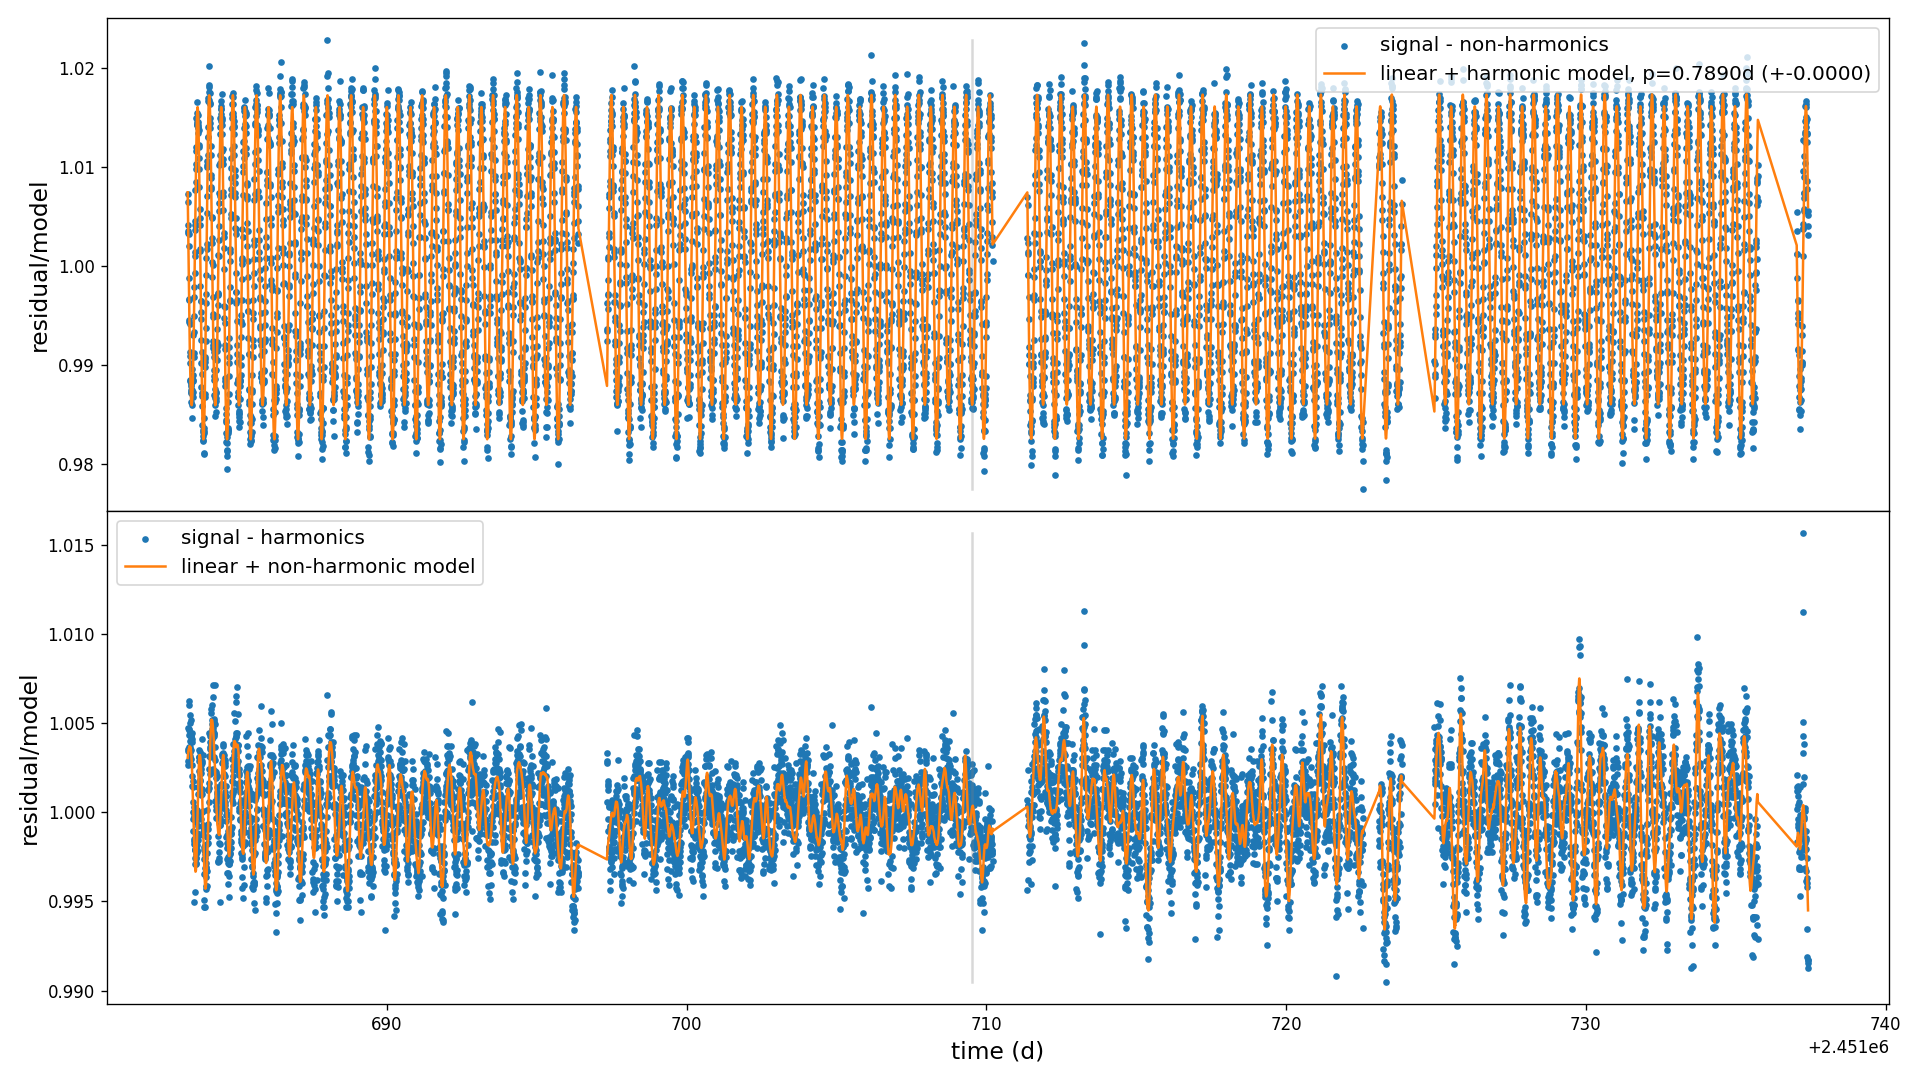 signal - non-harmonics
linear + harmonic model, p=0.7890d (+-0.0000)
1.02
1.01
1.00
0.99
0.98
residual/model
signal - harmonics
linear + non-harmonic model
1.015
1.010
1.005
1.000
0.995
0.990
residual/model
690 700 710 720 730 740
time (d)
+2.451e6